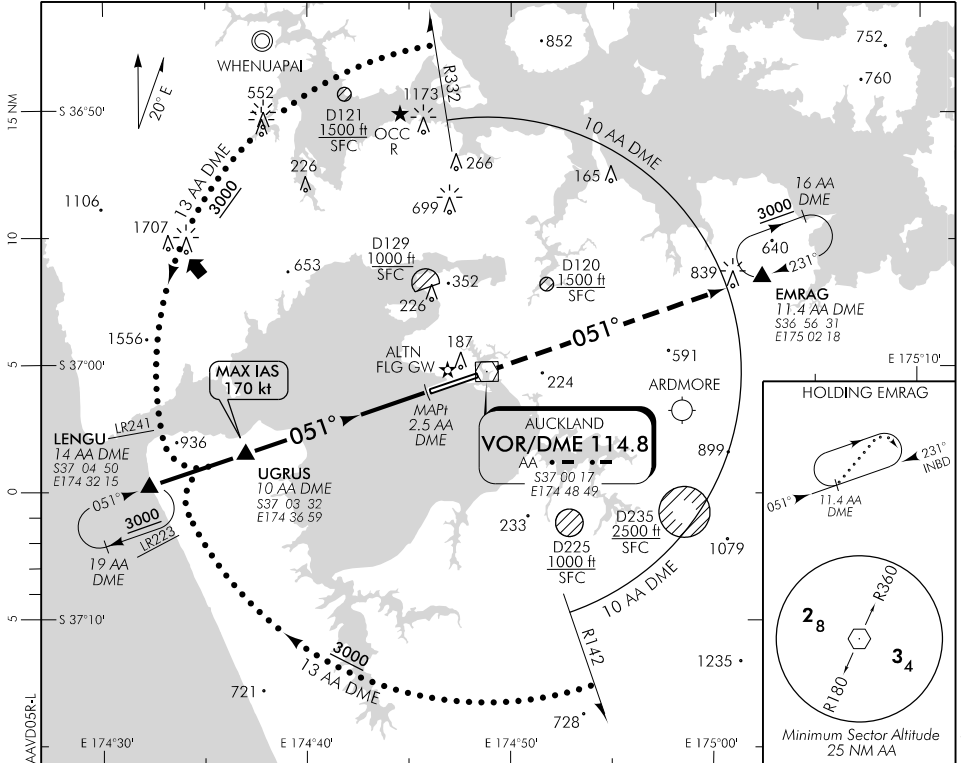 852
752
WHENUAPAI
R332
760
20° E
552
1173
15 NM
S 36°50'
D121
1500 ft
SFC
OCC
R
10 AA DME
226
266
165
16 AA
DME
1106
13 AA DME
3000
699
3000
1707
640
10
653
D129
1000 ft
SFC
D120
1500 ft
SFC
839
231°
352
226
EMRAG
11.4 AA DME
S36 56 31
E175 02 18
1556
051°
187
5
S 37°00'
ALTN
FLG GW
591
E 175°10'
MAX IAS
170 kt
224
ARDMORE
HOLDING EMRAG
MAPt
2.5 AA
DME
AUCKLAND
VOR/DME 114.8
AA
S37 00 17
E174 48 49
LR241
051°
LENGU
14 AA DME
S37 04 50
E174 32 15
936
899
UGRUS
10 AA DME
S37 03 32
E174 36 59
231°
INBD
0
051°
051°
11.4 AA
DME
3000
LR223
233
D235
2500 ft
SFC
D225
1000 ft
SFC
1079
19 AA
DME
10 AA DME
R360
5
S 37°10'
2₈
R142
3000
13 AA DME
1235
3₄
R180
721
728
AAVD05R-L
E 174°30'
E 174°40'
E 174°50'
E 175°00'
Minimum Sector Altitude
25 NM AA